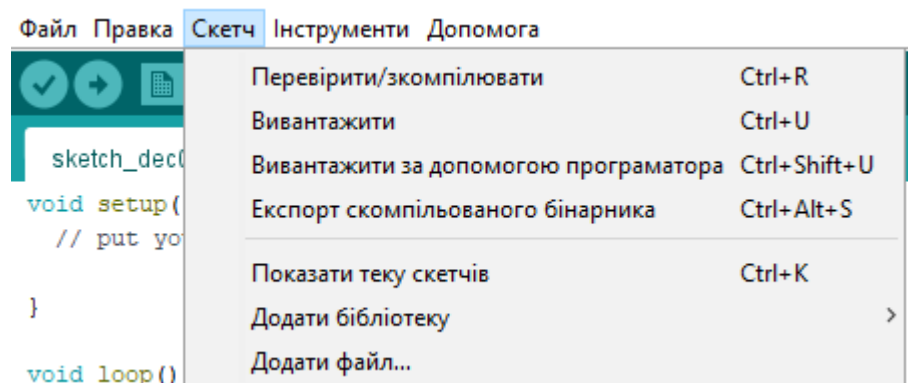 Файл Правка Скетч Інструменти Допомога
Перевірити/зкомпілювати Ctrl+R
Вивантажити Ctrl+U
sketch_dec
Вивантажити за допомогою програматора Ctrl+Shift+U
void setup(
Експорт скомпільованого бінарника Ctrl+Alt+S
// put yo
Показати теку скетчів Ctrl+K
}
Додати бібліотеку
Додати файл...
void loop()